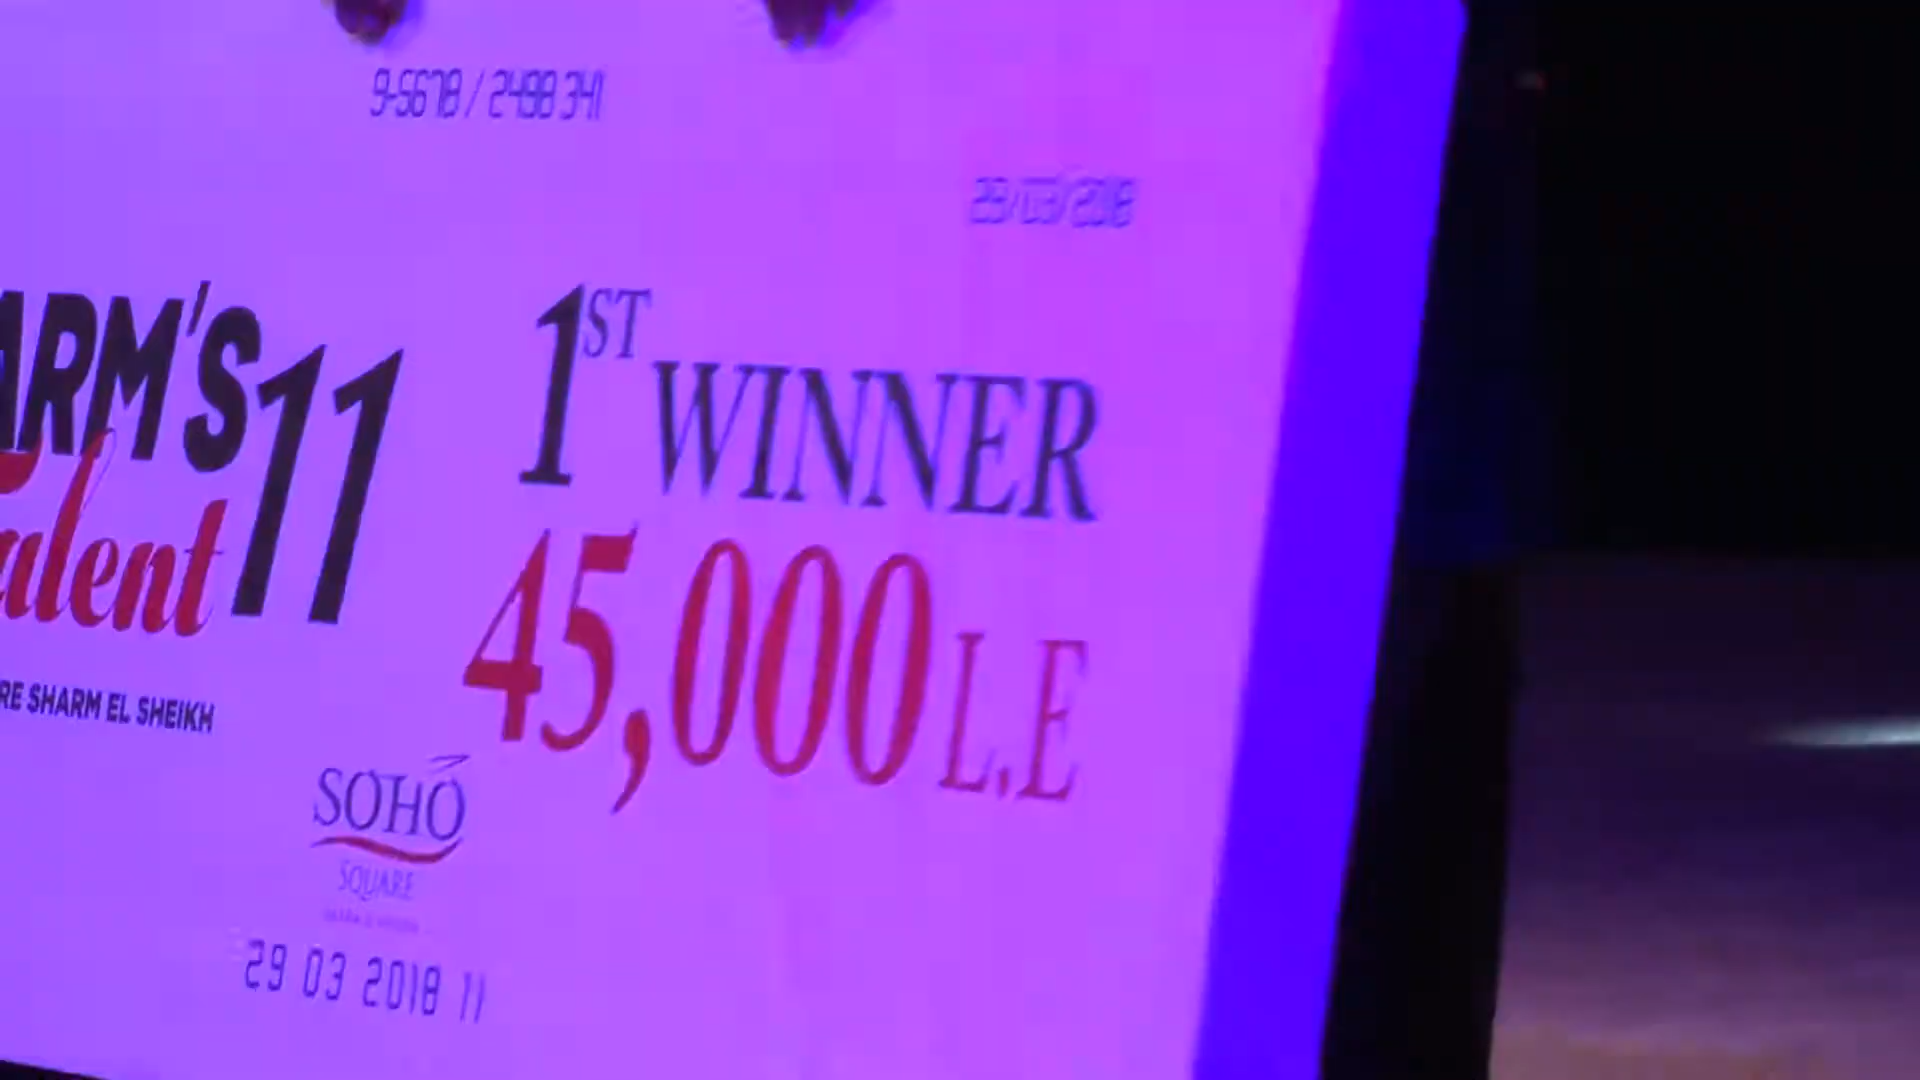 9-5678 / 2498 341
29/03/2018
ARM'S 11
alent
RE SHARM EL SHEIKH
1ST WINNER
45,000 L.E
SOHO
SQUARE
29 03 2018 11